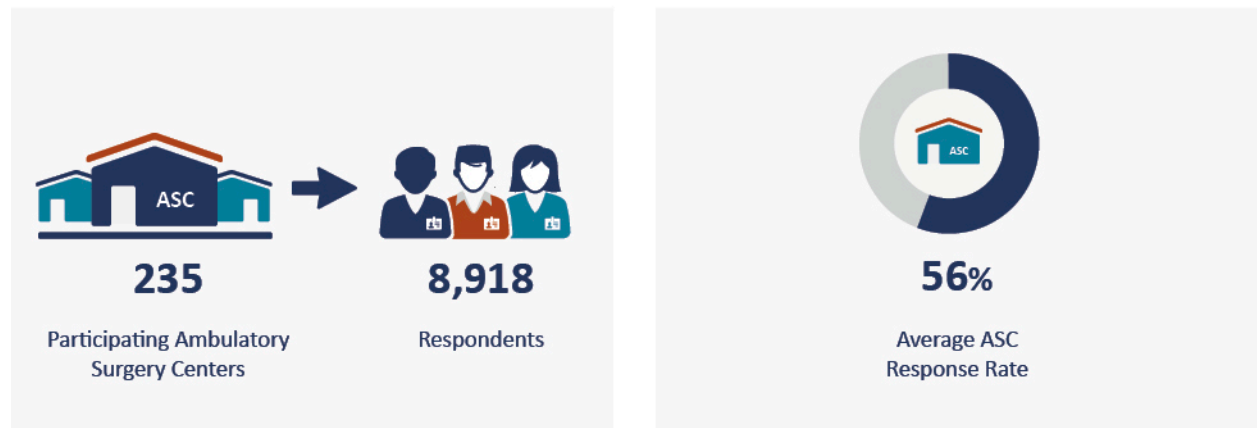 ASC
235
Participating Ambulatory
Surgery Centers
8,918
Respondents
ASC
56%
Average ASC
Response Rate